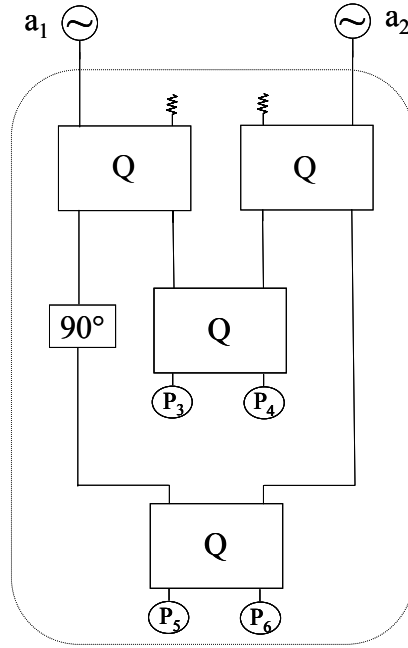 a₁ a₂
Q Q
90° Q
P₃ P₄
Q
P₅ P₆